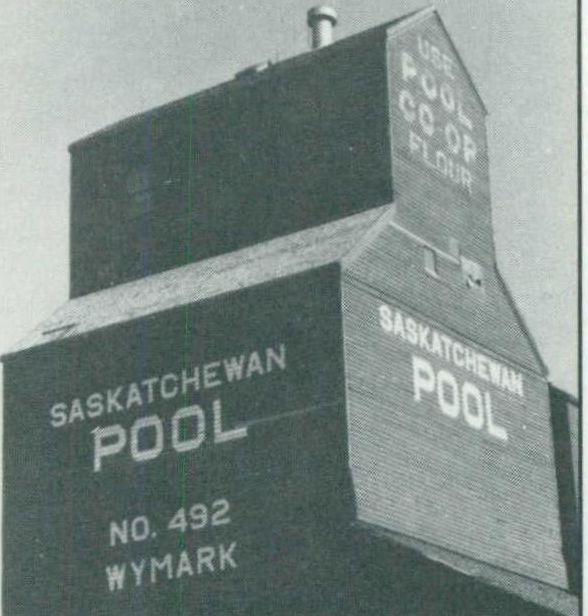 USE
POOL
CO-OP
FLOUR
SASKATCHEWAN
POOL
NO. 492
WYMARK
SASKATCHEWAN
POOL